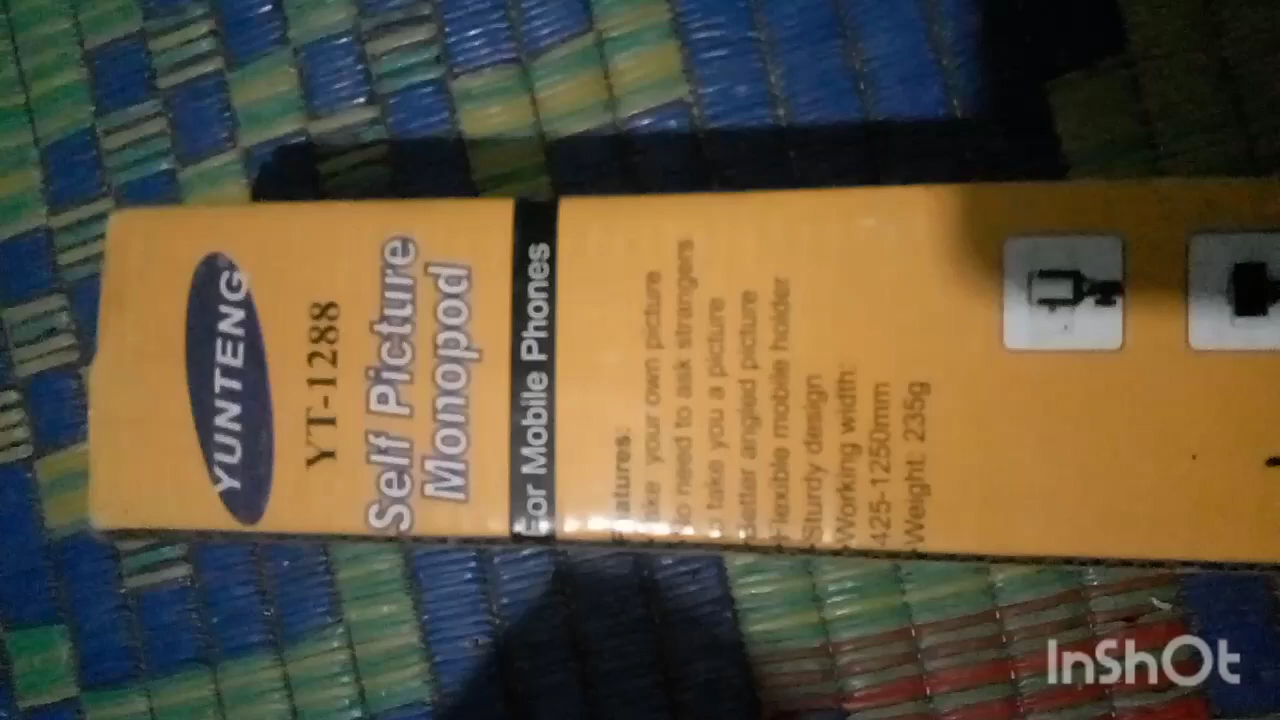 YUNTENG
YT-1288
Self Picture
Monopod
For Mobile Phones
Features:
Take your own picture
No need to ask strangers
to take you a picture
Better angled picture
Flexible mobile holder
Sturdy design
Working width:
425-1250mm
Weight: 235g
InShOt